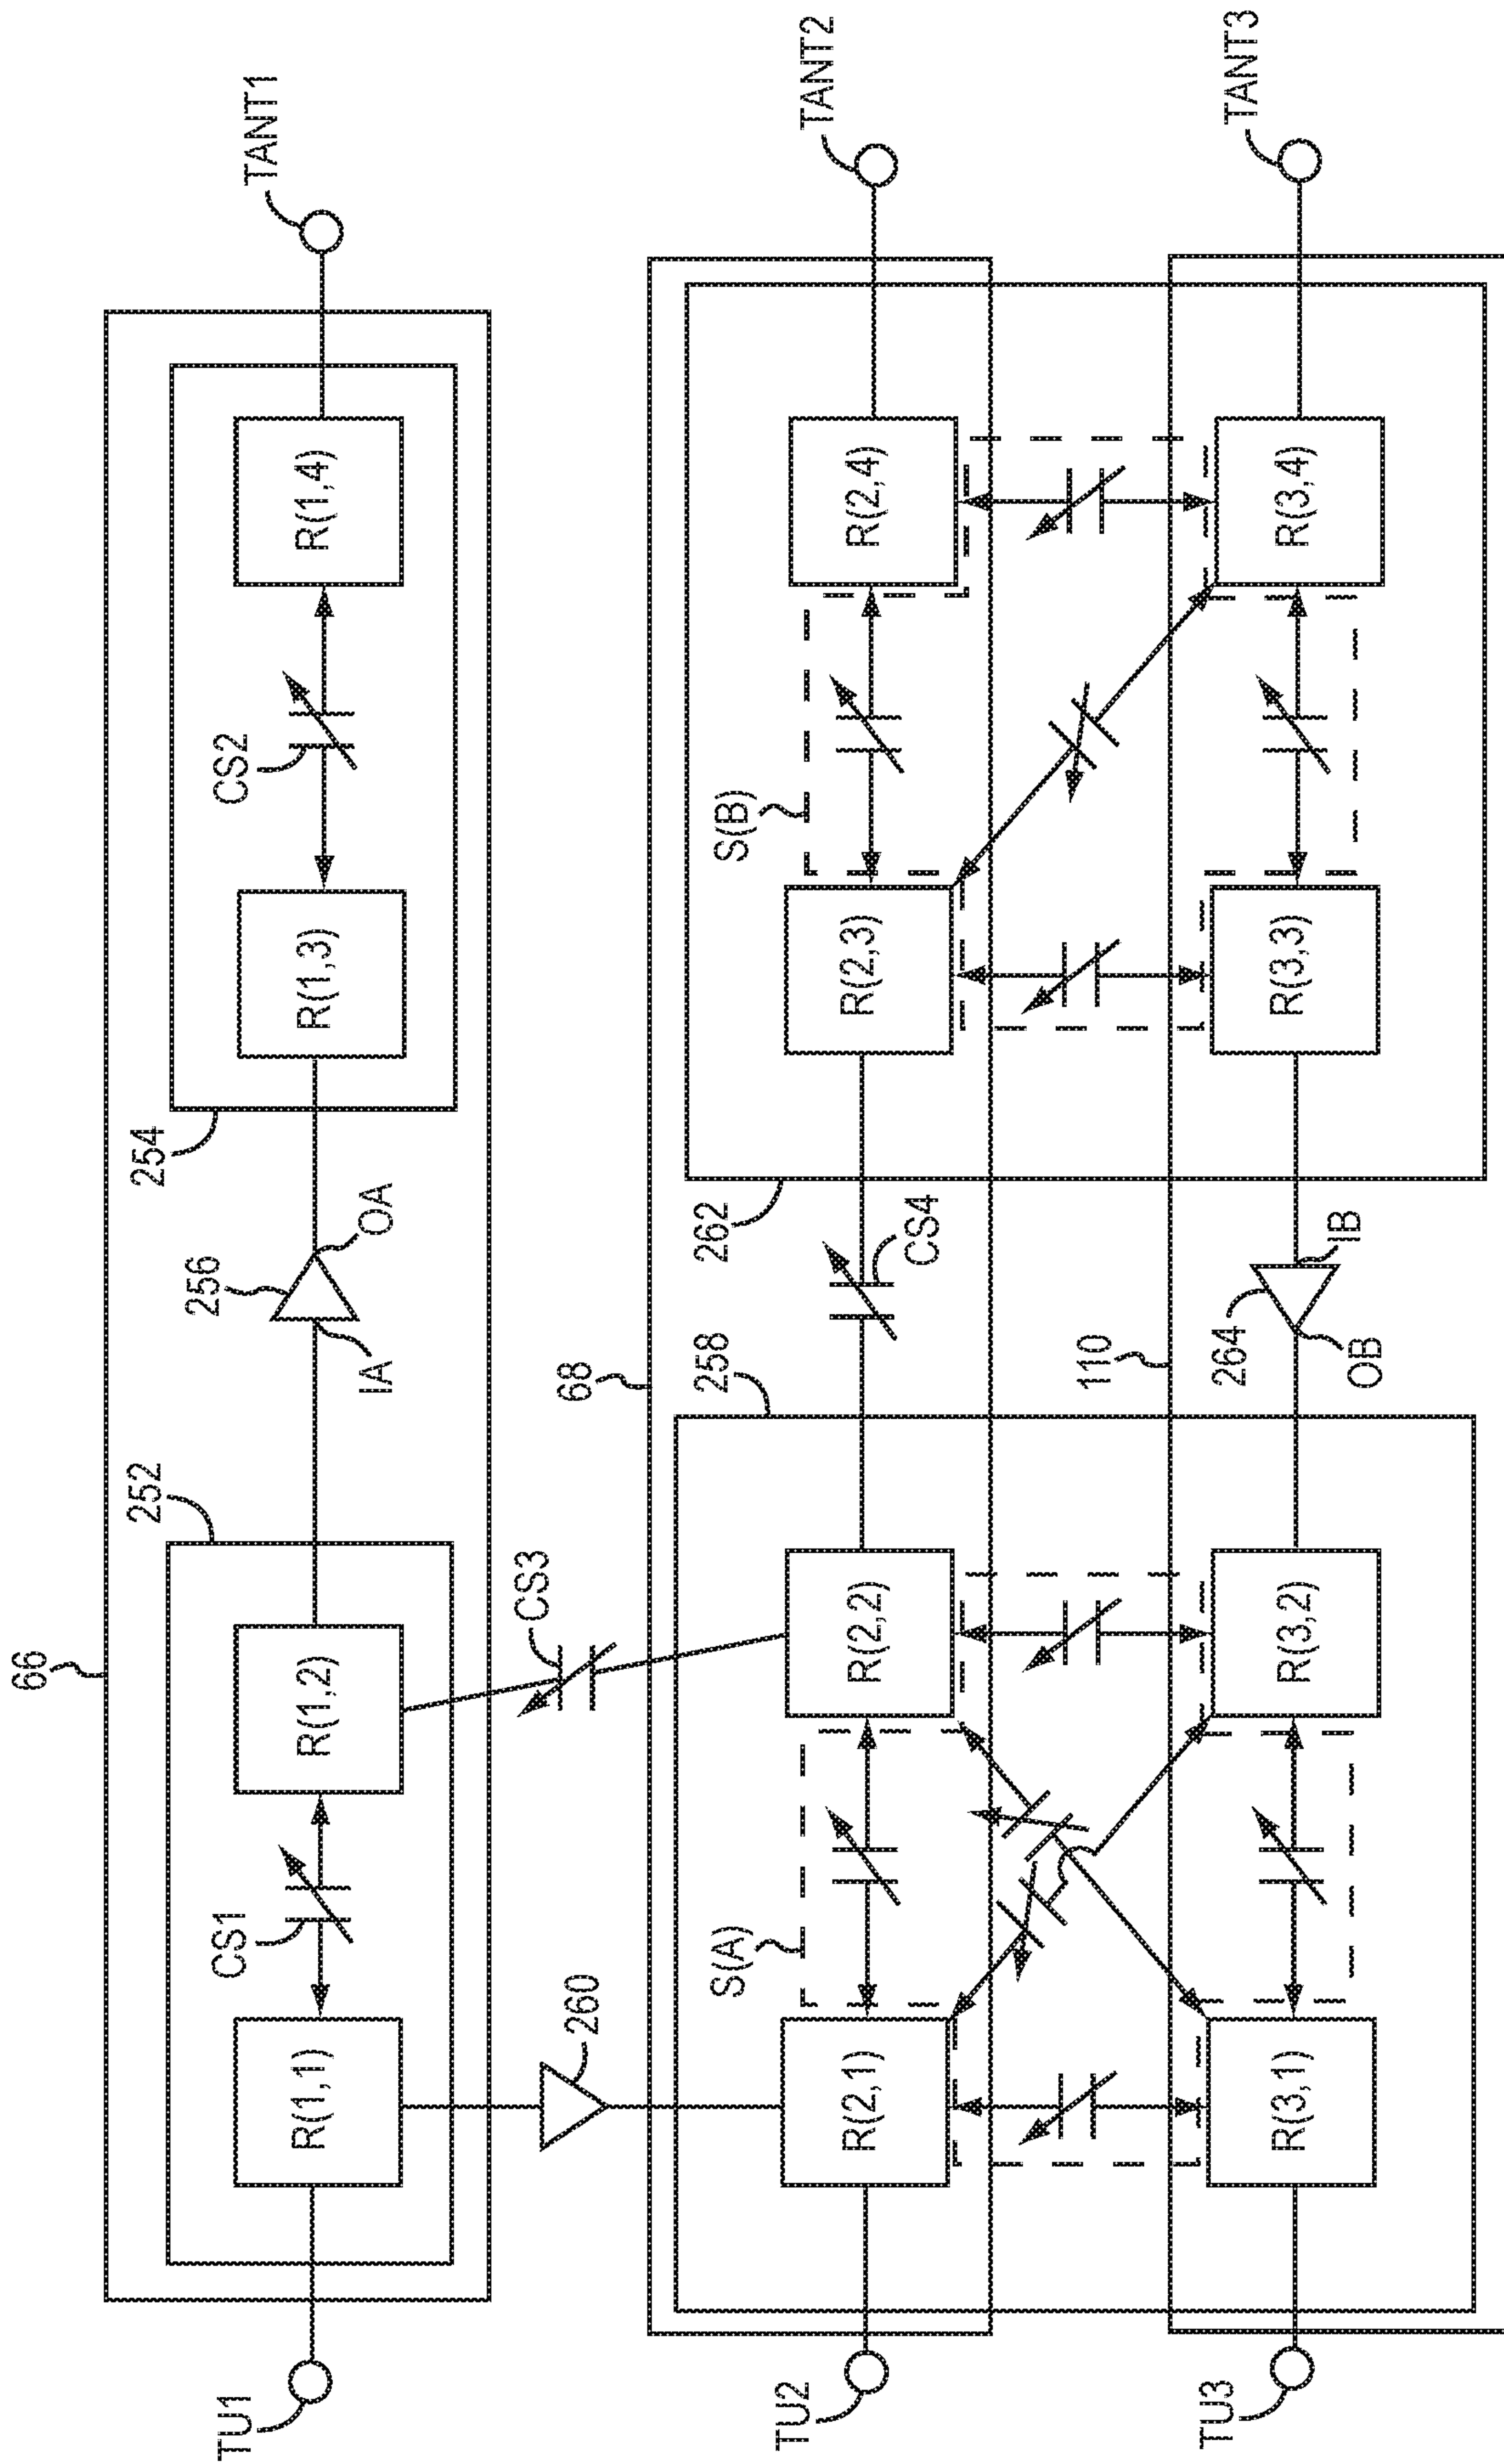 66
252
256
254
TANT1
CS1
IA
OA
CS2
R(1,1)
R(1,2)
R(1,3)
R(1,4)
TU1
260
CS3
68
258
262
TANT2
S(A)
CS4
S(B)
R(2,1)
R(2,2)
R(2,3)
R(2,4)
TU2
110
264
IB
OB
TANT3
R(3,1)
R(3,2)
R(3,3)
R(3,4)
TU3